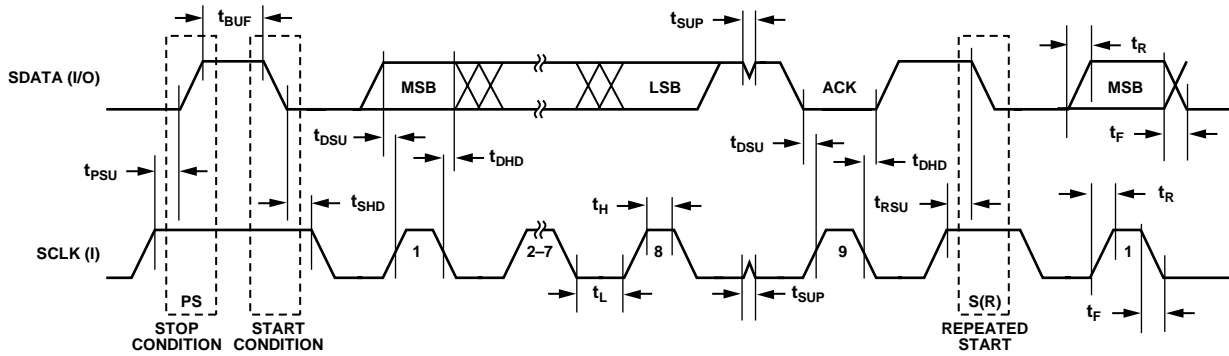 tBUF
tSUP
SDATA (I/O)
MSB
LSB
ACK
tR
MSB
tDSU
tDHD
tDSU
tDHD
tF
tPSU
tSHD
tH
tRSU
tR
SCLK (I)
1
2–7
8
9
1
PS
tL
tSUP
S(R)
tF
STOP
CONDITION
START
CONDITION
REPEATED
START